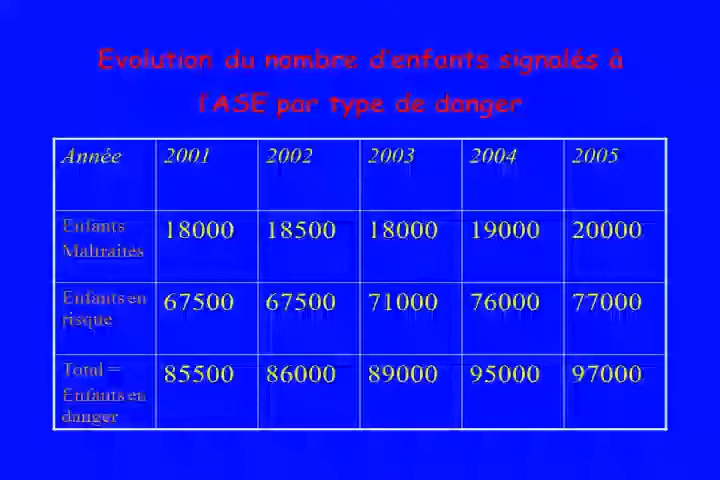 Evolution du nombre d'enfants signalés à
l'ASE par type de danger
Année 2001 2002 2003 2004 2005
Enfants
Maltraités 18000 18500 18000 19000 20000
Enfants en
risque 67500 67500 71000 76000 77000
Total =
Enfants en
danger 85500 86000 89000 95000 97000